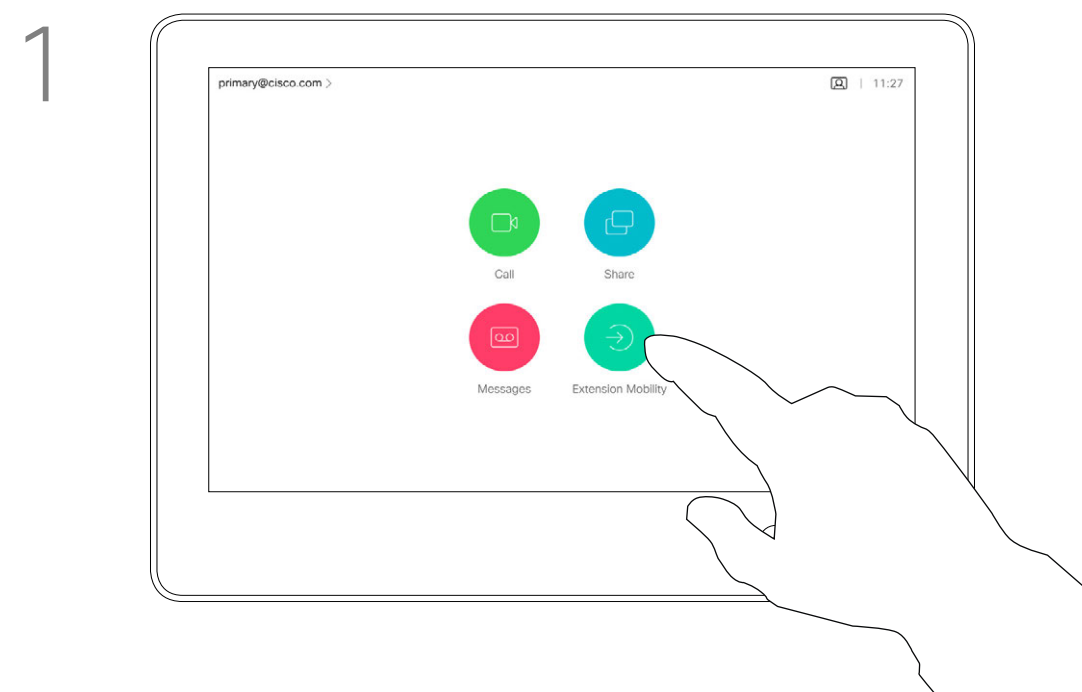 1
primary@cisco.com >
11:27
Call
Share
Messages
Extension Mobility